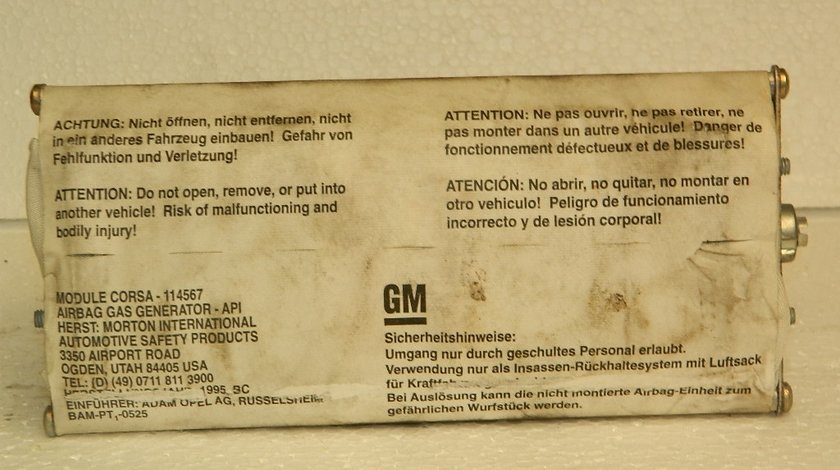 ACHTUNG: Nicht öffnen, nicht entfernen, nicht
in ein anderes Fahrzeug einbauen! Gefahr von
Fehlfunktion und Verletzung!
ATTENTION: Do not open, remove, or put into
another vehicle! Risk of malfunctioning and
bodily injury!
ATTENTION: Ne pas ouvrir, ne pas retirer, ne
pas monter dans un autre véhicule! Danger de
fonctionnement défectueux et de blessures!
ATENCIÓN: No abrir, no quitar, no montar en
otro vehiculo! Peligro de funcionamiento
incorrecto y de lesión corporal!
MODULE CORSA - 114567
AIRBAG GAS GENERATOR - API
HERST: MORTON INTERNATIONAL
AUTOMOTIVE SAFETY PRODUCTS
3350 AIRPORT ROAD
OGDEN, UTAH 84405 USA
TEL: (D) (49) 0711 811 3900
1995 BC
EINFÜHRER: ADAM OPEL AG, RÜSSELSHEIM
BAM-PT1-0525
GM
Sicherheitshinweise:
Umgang nur durch geschultes Personal erlaubt.
Verwendung nur als Insassen-Rückhaltesystem mit Luftsack
für
Bei Auslösung kann die nicht montierte Airbag-Einheit zum
gefährlichen Wurfstück werden.